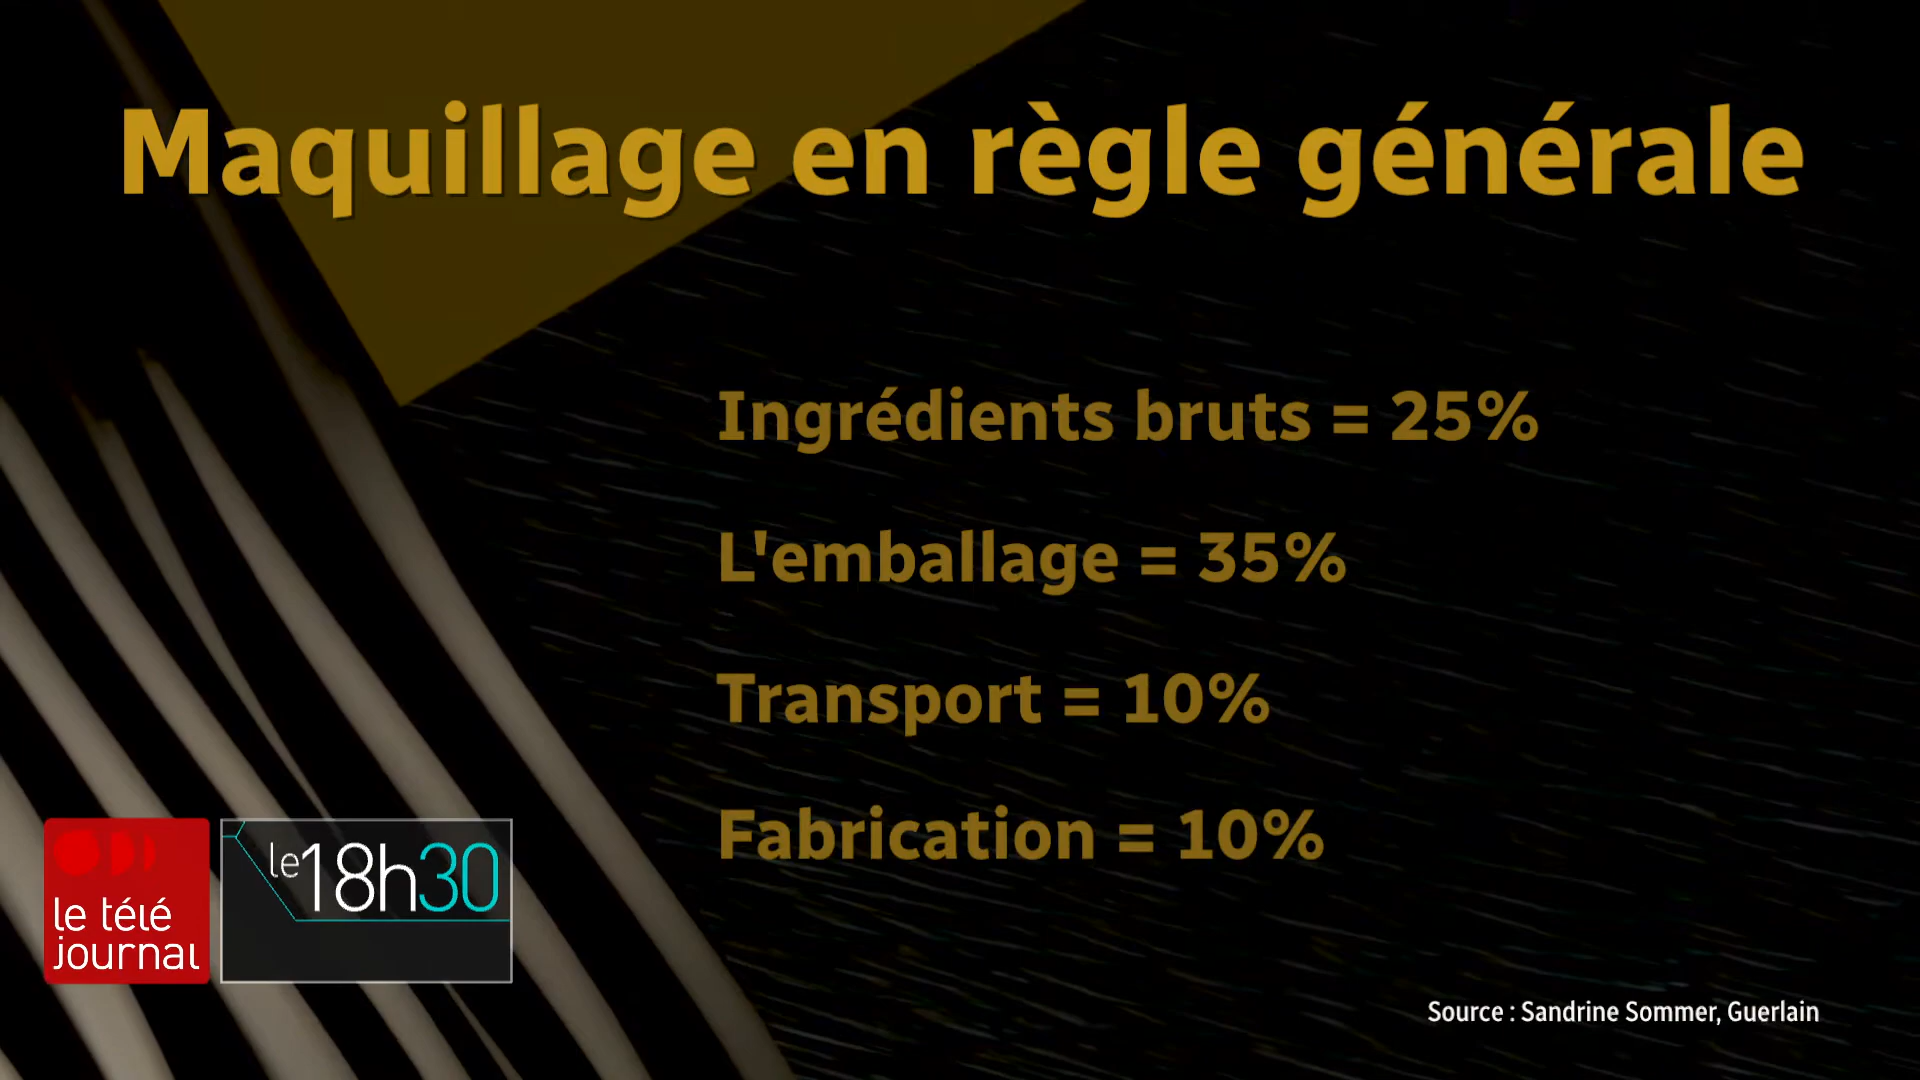 Maquillage en règle générale
Ingrédients bruts = 25%
L'emballage = 35%
Transport = 10%
Fabrication = 10%
le télé
journal
le18h30
Source : Sandrine Sommer, Guerlain